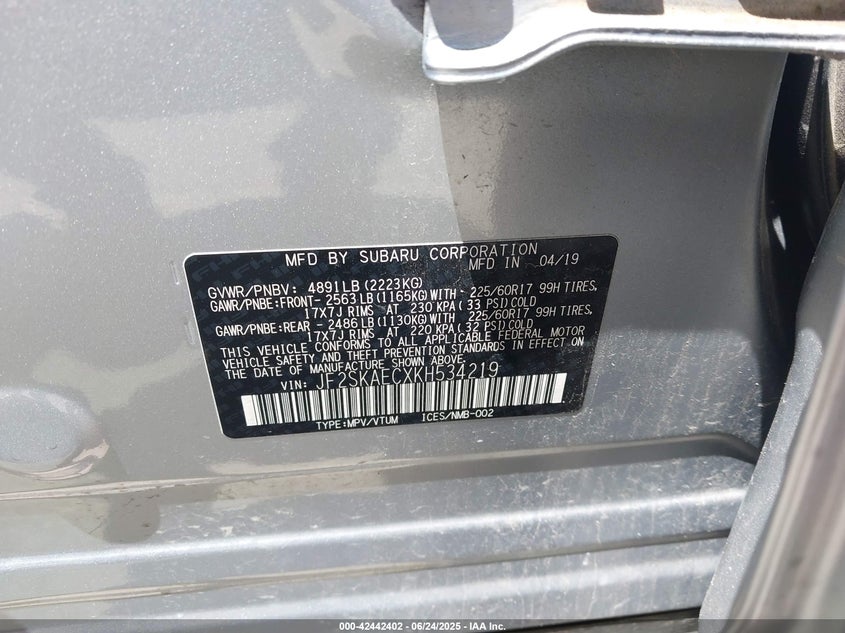 MFD BY SUBARU CORPORATION
MFD IN 04/19
GVWR/PNBV: 4891LB(2223KG)
GAWR/PNBE:FRONT- 2563LB(1165KG)WITH - 225/60R17 99H TIRES,
17X7J RIMS AT 230 KPA(33 PSI)COLD
GAWR/PNBE:REAR - 2486LB(1130KG)WITH - 225/60R17 99H TIRES,
17X7J RIMS AT 220 KPA(32 PSI)COLD
THIS VEHICLE CONFORMS TO ALL APPLICABLE FEDERAL MOTOR
VEHICLE SAFETY AND THEFT PREVENTION STANDARDS IN EFFECT ON
THE DATE OF MANUFACTURE SHOWN ABOVE.
VIN: JF2SKAECXKH534219
TYPE:MPV/VTUM ICES/NMB-002
000-42442402 - 06/24/2025 - IAA Inc.